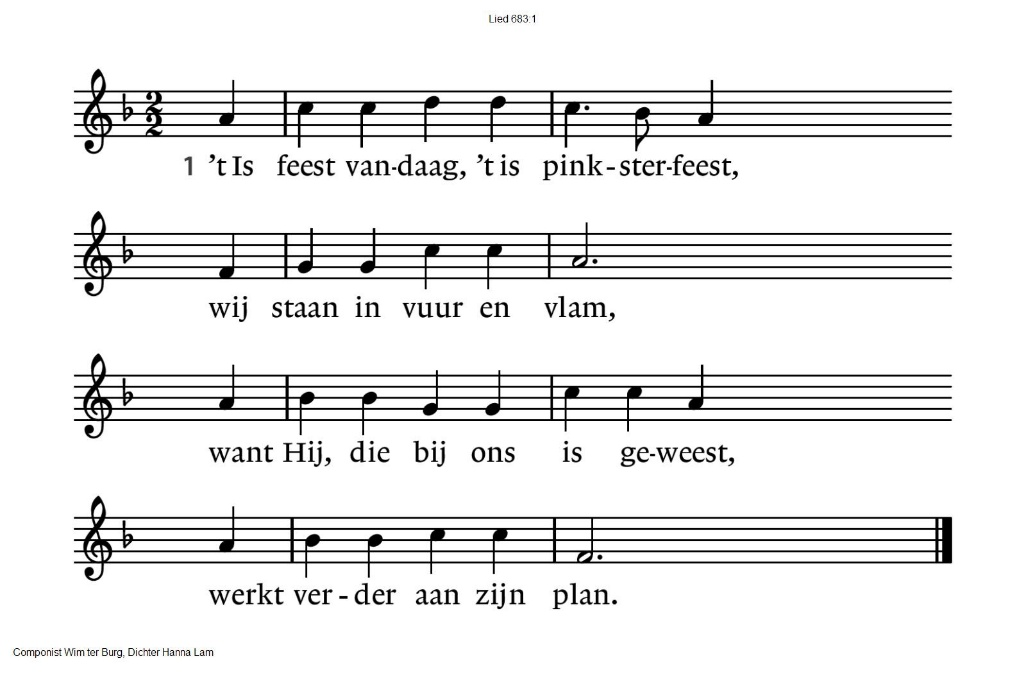 Lied 683:1
1 ’t Is feest van-daag, ’t is pink-ster-feest,
wij staan in vuur en vlam,
want Hij, die bij ons is ge-weest,
werkt ver-der aan zijn plan.
Componist Wim ter Burg, Dichter Hanna Lam